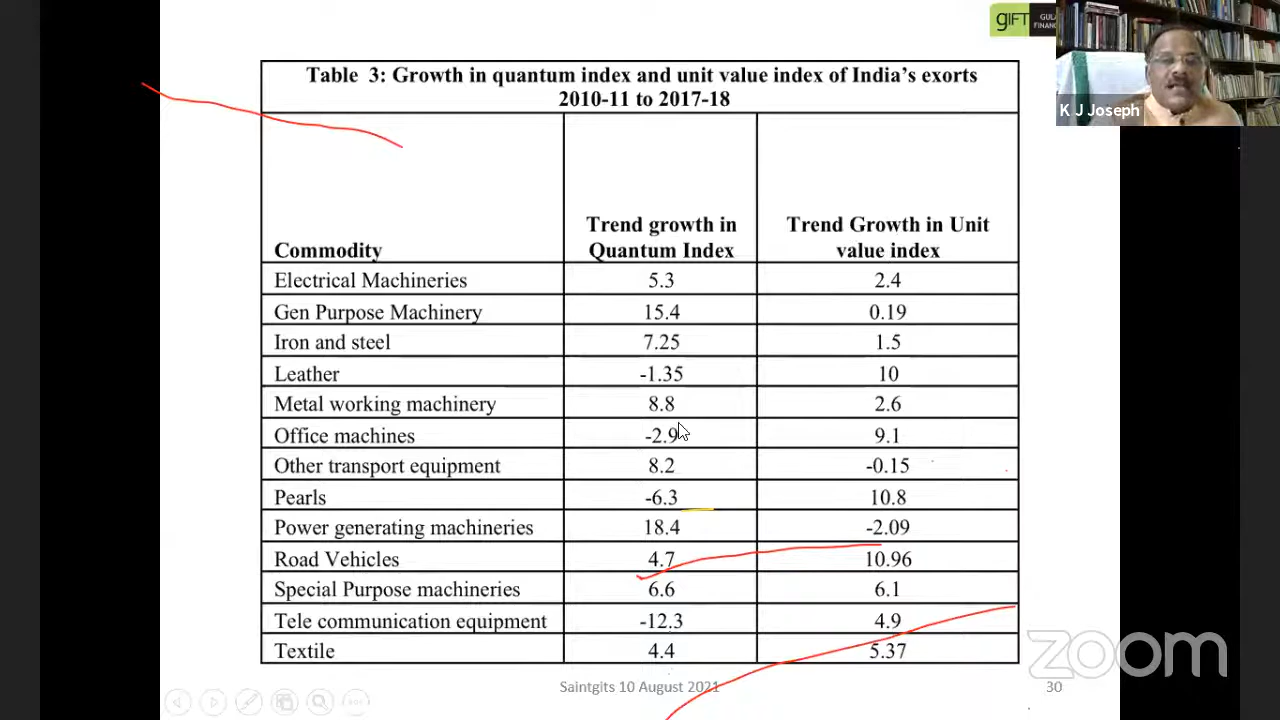 GIFT GULA
FINANC
K J Joseph
Table 3: Growth in quantum index and unit value index of India's exorts
2010-11 to 2017-18
Commodity
Trend growth in
Quantum Index
Trend Growth in Unit
value index
Electrical Machineries 5.3 2.4
Gen Purpose Machinery 15.4 0.19
Iron and steel 7.25 1.5
Leather -1.35 10
Metal working machinery 8.8 2.6
Office machines -2.9 9.1
Other transport equipment 8.2 -0.15
Pearls -6.3 10.8
Power generating machineries 18.4 -2.09
Road Vehicles 4.7 10.96
Special Purpose machineries 6.6 6.1
Tele communication equipment -12.3 4.9
Textile 4.4 5.37
Saintgits 10 August 2021 30
zoom